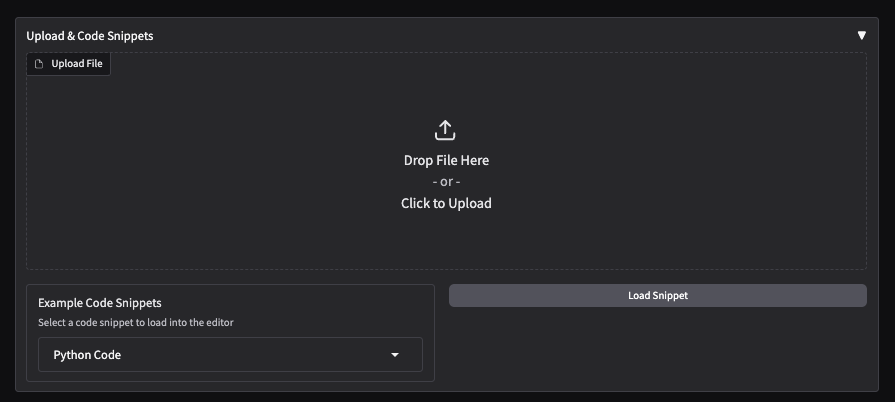 Upload & Code Snippets
Upload File
Drop File Here
- or -
Click to Upload
Example Code Snippets
Select a code snippet to load into the editor
Python Code
Load Snippet